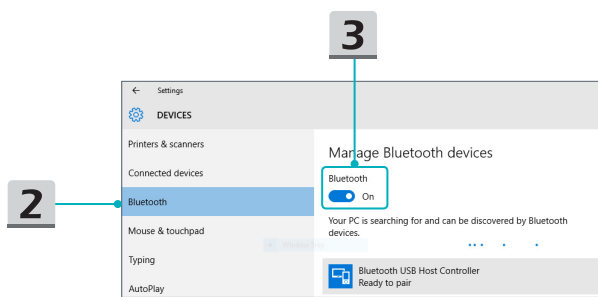 3
← Settings
DEVICES
Printers & scanners
Connected devices
2
Bluetooth
Mouse & touchpad
Typing
AutoPlay
Manage Bluetooth devices
Bluetooth
On
Your PC is searching for and can be discovered by Bluetooth
devices.
Bluetooth USB Host Controller
Ready to pair